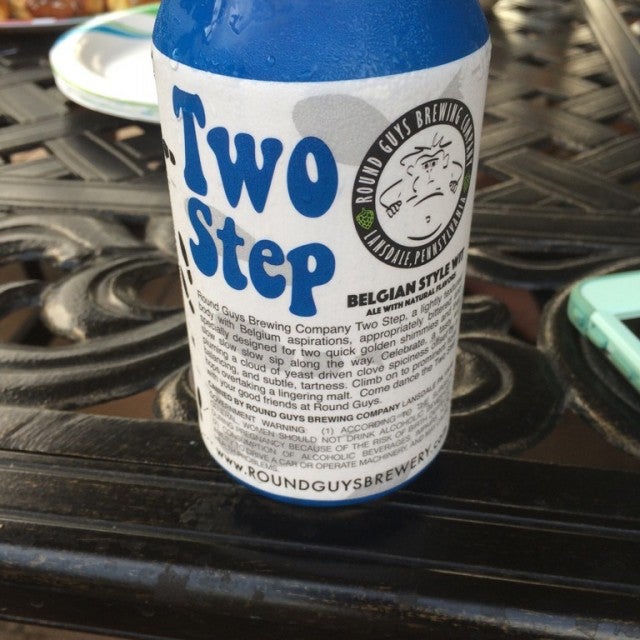 Two
Step
ROUND GUYS BREWING COMPANY
LANSDALE, PENNSYLVANIA
BELGIAN STYLE WIT
ALE WITH NATURAL
Round Guys Brewing Company Two Step, a lightly
body with Belgium aspirations, appropriately
specially designed for two quick golden shimmies
slow slow sip along the way. Celebrate
a cloud of yeast driven clove spiciness
and subtle, tartness. Climb on to
hops overtaking a lingering malt. Come dance the
your good friends at Round Guys.
BY ROUND GUYS BREWING COMPANY LANSDALE
WARNING (1) ACCORDING TO THE
WOMEN SHOULD NOT DRINK ALCOHOLIC
PREGNANCY BECAUSE OF THE RISK OF BIRTH
OF ALCOHOLIC BEVERAGES
DRIVE A CAR OR OPERATE MACHINERY,
WWW.ROUNDGUYSBREWERY.